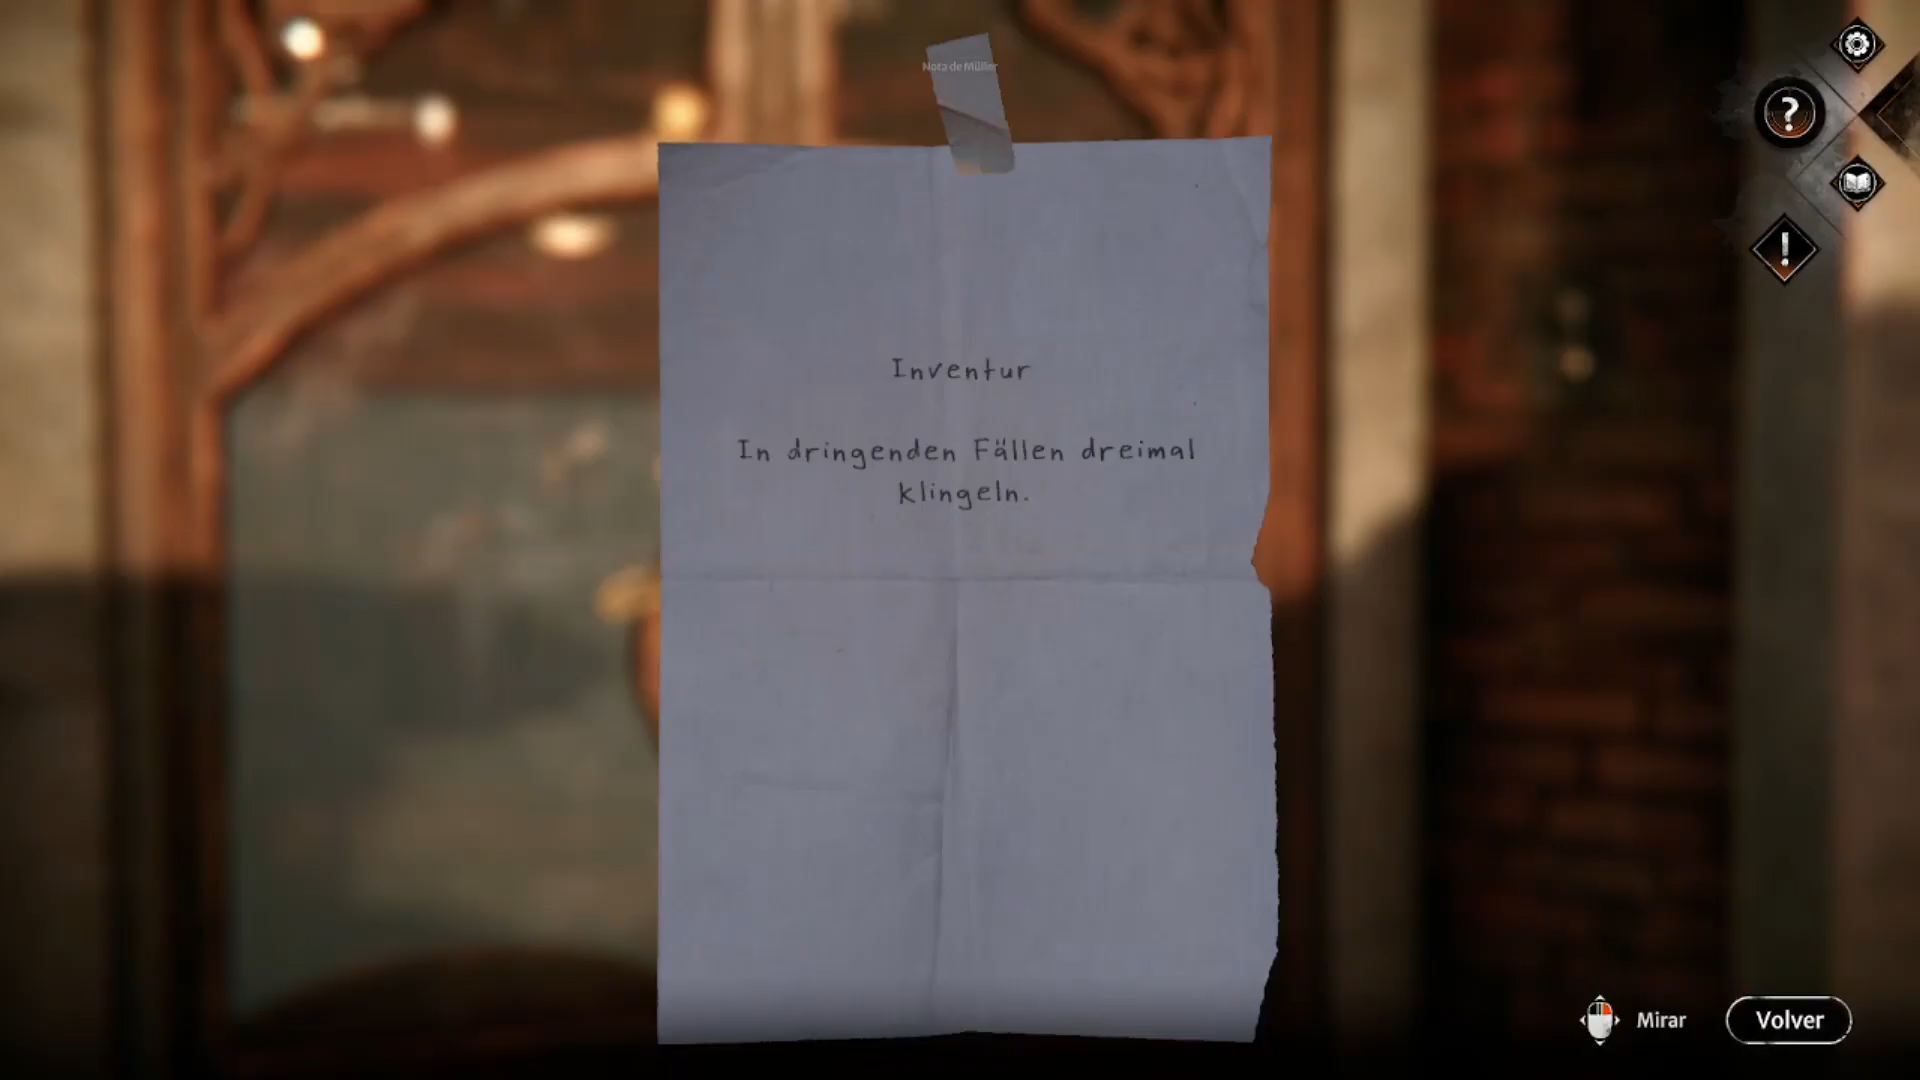 Nota de Müller
Inventur
In dringenden Fällen dreimal
klingeln.
Mirar
Volver